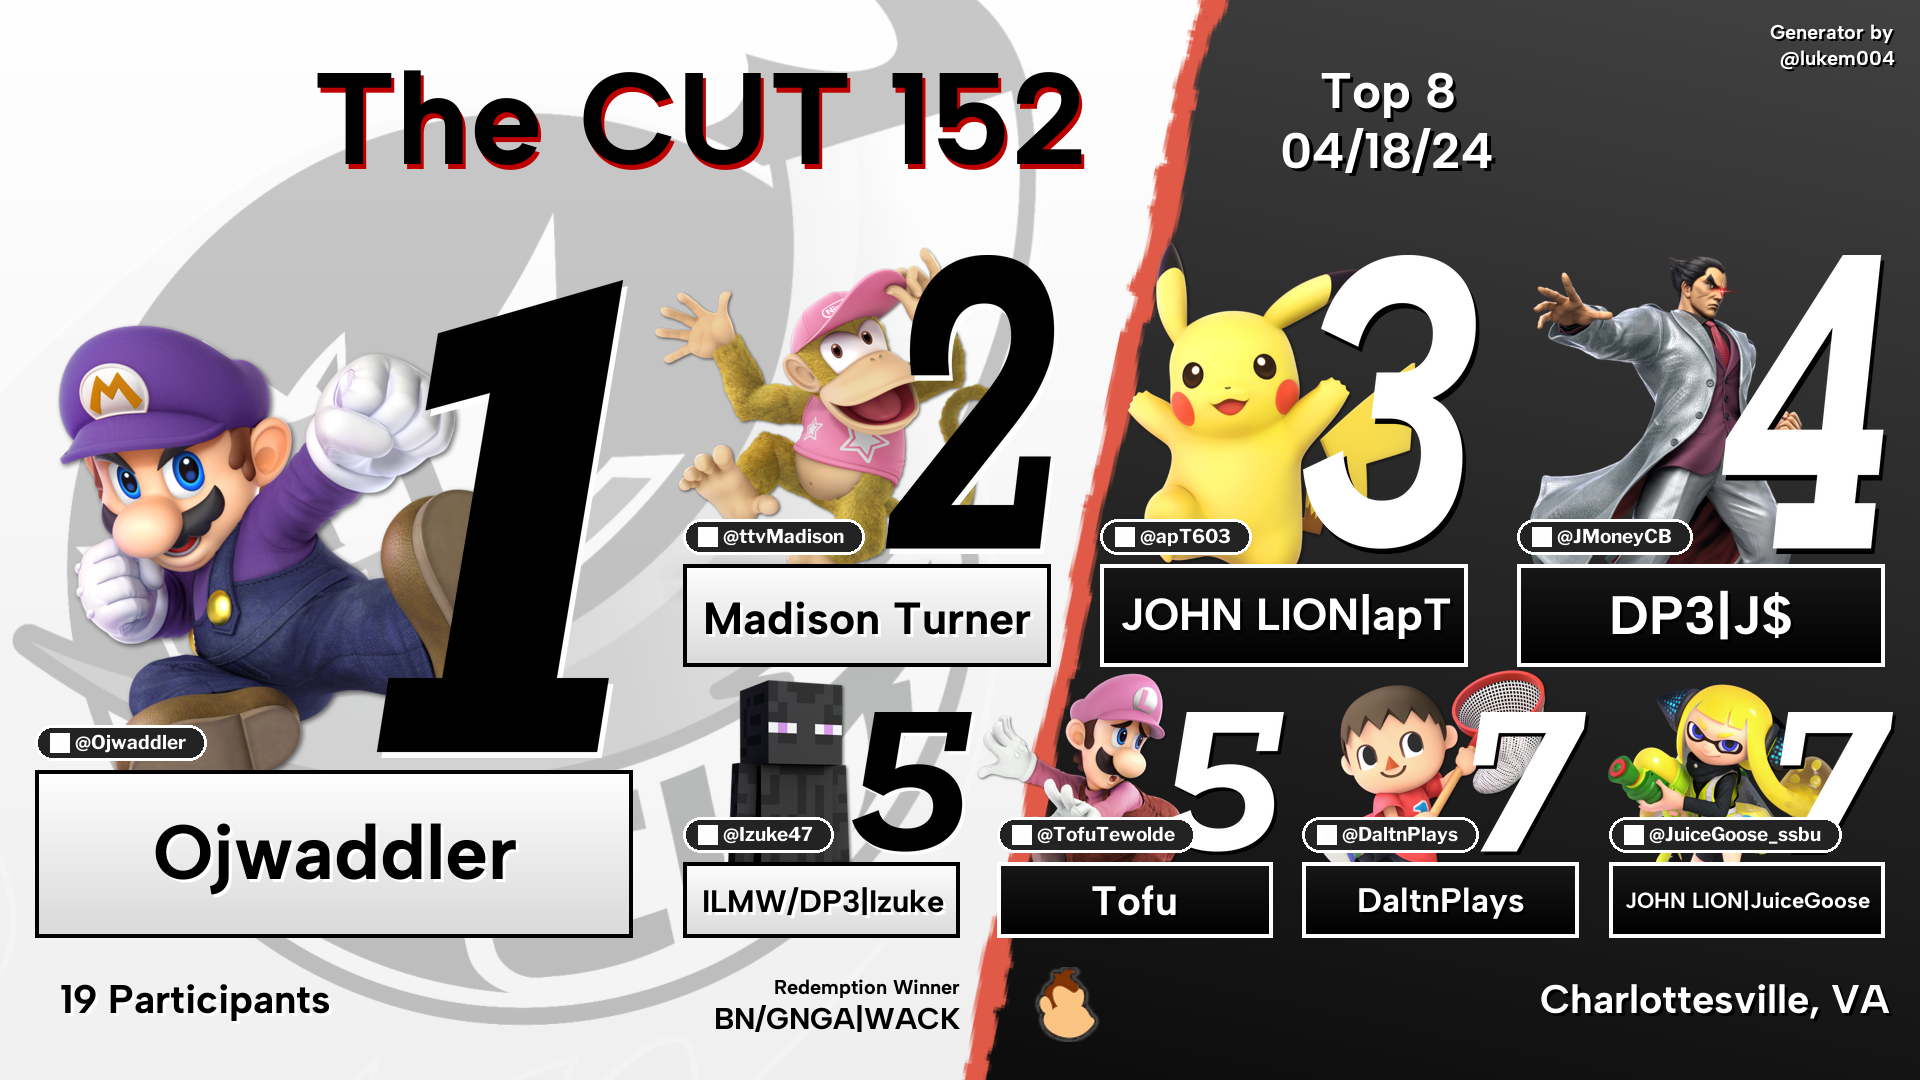 Generator by
@lukem004
The CUT 152
Top 8
04/18/24
1
@Ojwaddler
Ojwaddler
2
@ttvMadison
Madison Turner
3
@apT603
JOHN LION|apT
4
@JMoneyCB
DP3|J$
5
@Izuke47
ILMW/DP3|Izuke
5
@TofuTewolde
Tofu
7
@DaltnPlays
DaltnPlays
7
@JuiceGoose_ssbu
JOHN LION|JuiceGoose
19 Participants
Redemption Winner
BN/GNGA|WACK
Charlottesville, VA